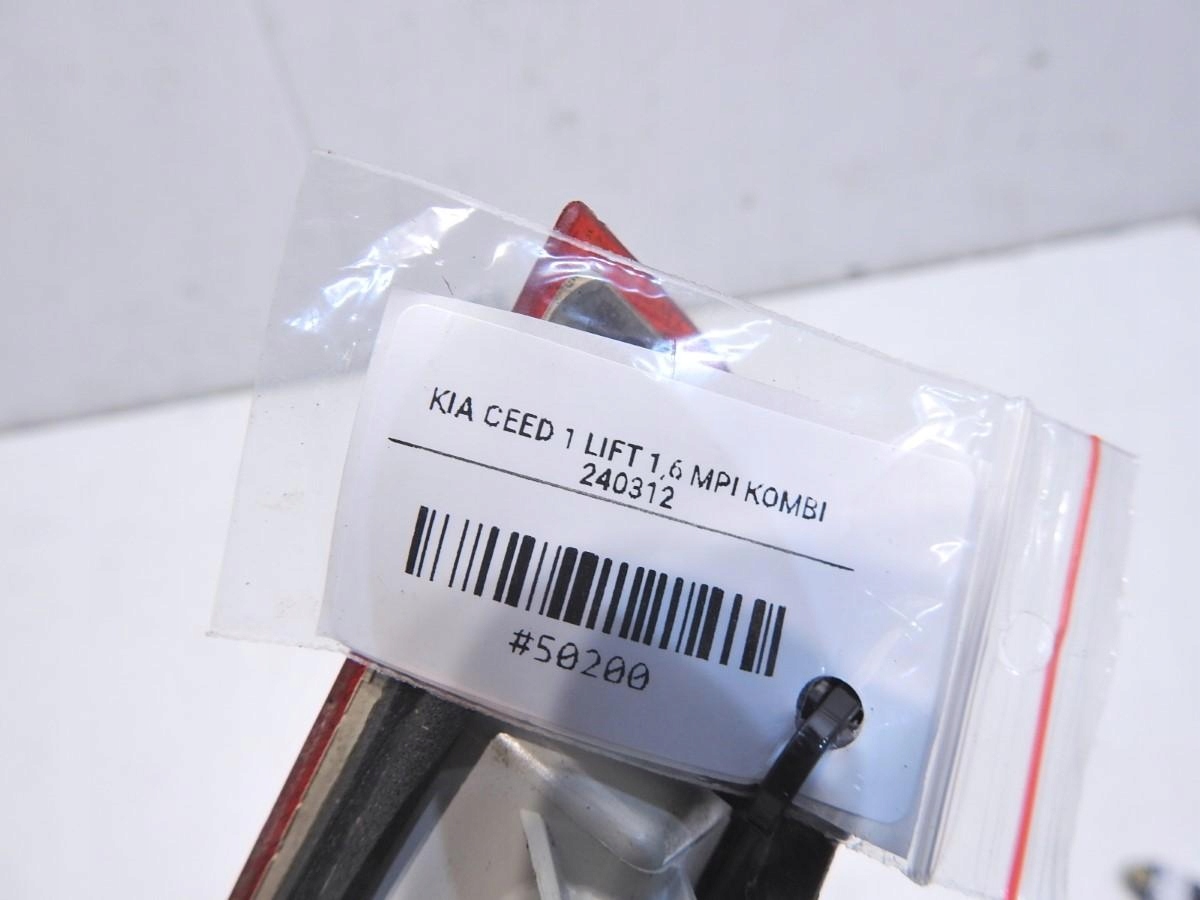 KIA CEED 1 LIFT 1,6 MPI KOMBI
240312
#50200